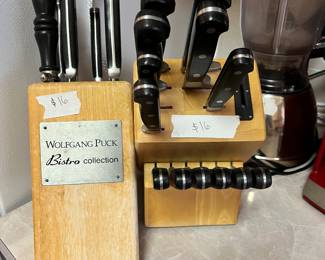 $16
$16
WOLFGANG PUCK
Bistro collection